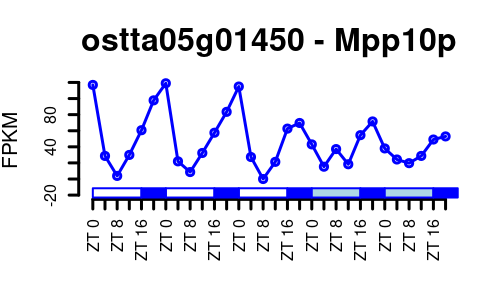 ostta05g01450 - Mpp10p
FPKM
80
40
-20
ZT 0 ZT 8 ZT 16 ZT 0 ZT 8 ZT 16 ZT 0 ZT 8 ZT 16 ZT 0 ZT 8 ZT 16 ZT 0 ZT 8 ZT 16